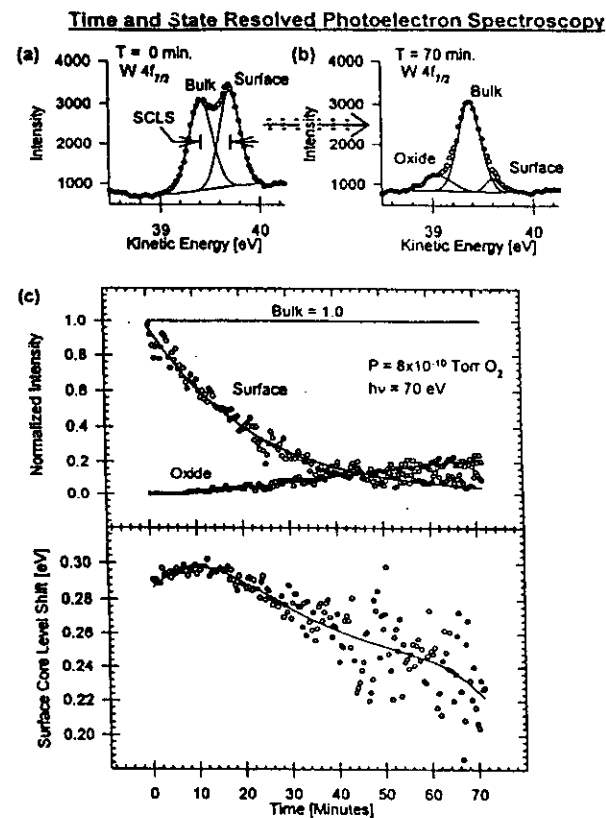 Time and State Resolved Photoelectron Spectroscopy
(a) T = 0 min.
W 4f7/2
Bulk Surface
SCLS
4000
3000
2000
1000
Intensity
39 40
Kinetic Energy [eV]
(b) T = 70 min.
W 4f7/2
Bulk
Oxide
Surface
4000
3000
2000
1000
Intensity
39 40
Kinetic Energy [eV]
(c)
Bulk = 1.0
P = 8x10-10 Torr O2
hν = 70 eV
Surface
Oxide
1.0
0.8
0.6
0.4
0.2
0.0
Normalized Intensity
0.30
0.28
0.26
0.24
0.22
0.20
Surface Core Level Shift [eV]
0 10 20 30 40 50 60 70 80
Time [Minutes]